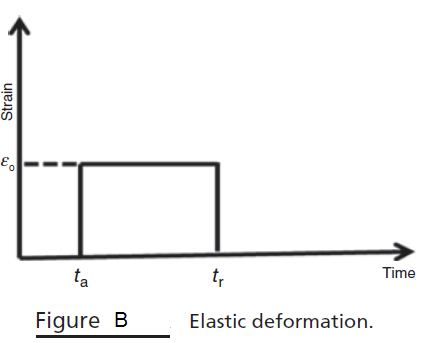 Strain
εₒ
tₐ
tᵣ
Time
Figure B Elastic deformation.